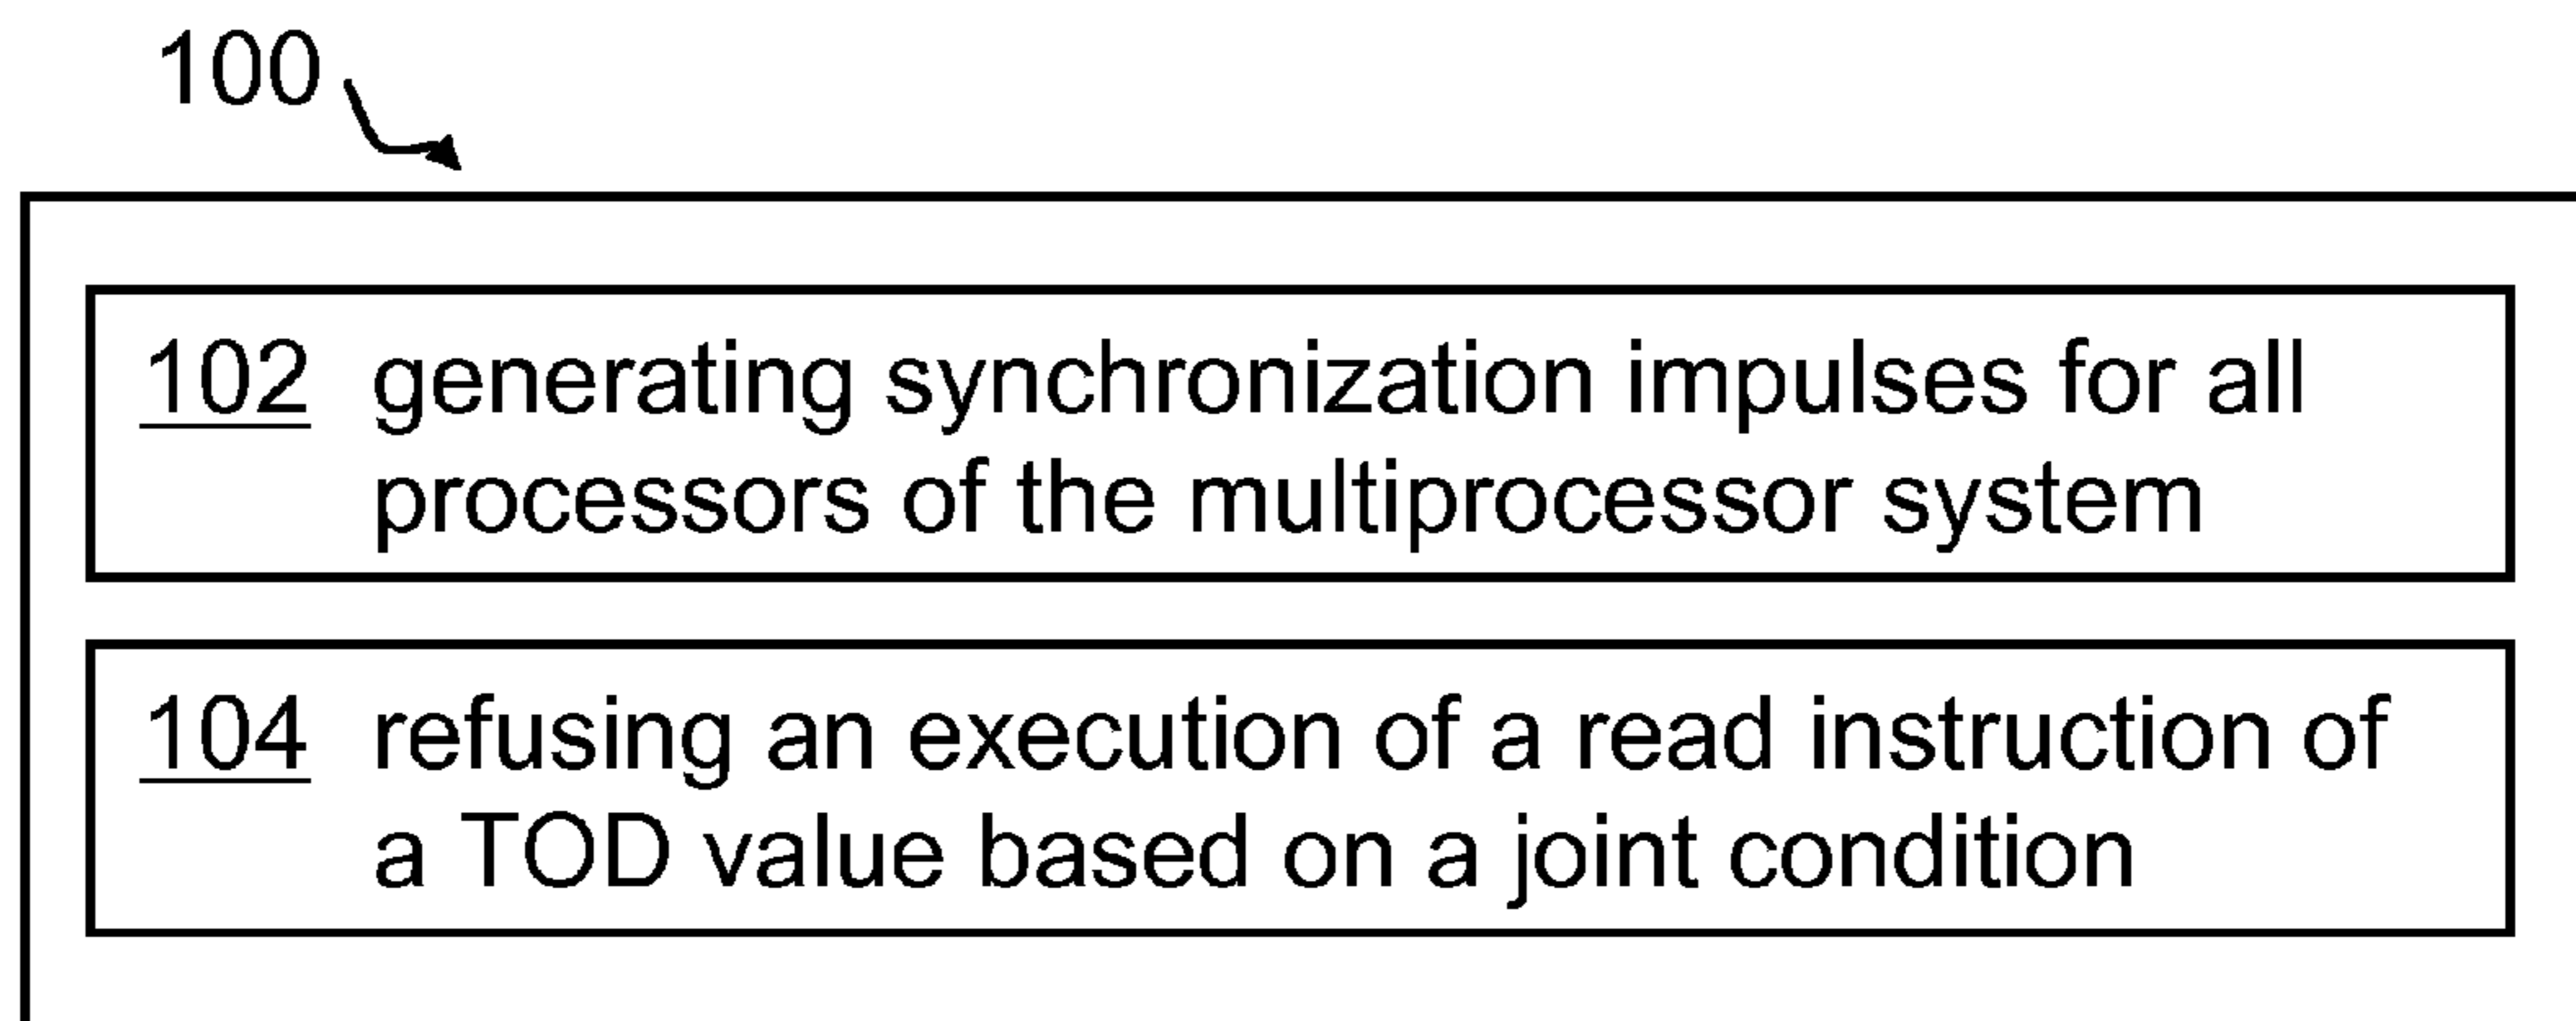 100
102 generating synchronization impulses for all
processors of the multiprocessor system
104 refusing an execution of a read instruction of
a TOD value based on a joint condition